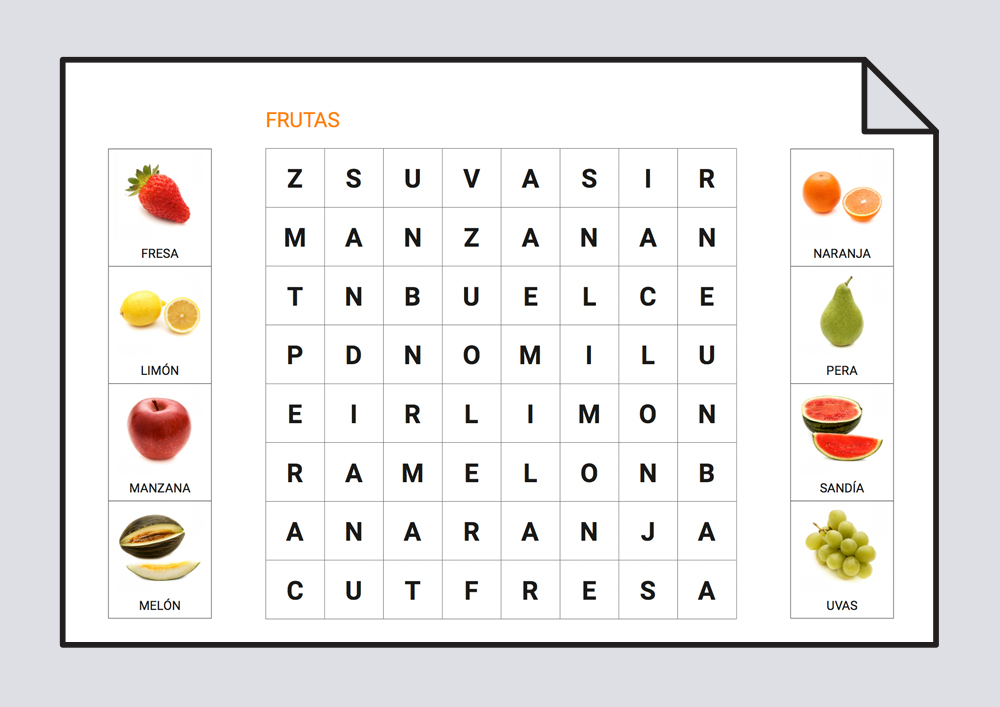 FRUTAS
FRESA
LIMÓN
MANZANA
MELÓN
Z S U V A S I R
M A N Z A N A N
T N B U E L C E
P D N O M I L U
E I R L I M O N
R A M E L O N B
A N A R A N J A
C U T F R E S A
NARANJA
PERA
SANDÍA
UVAS